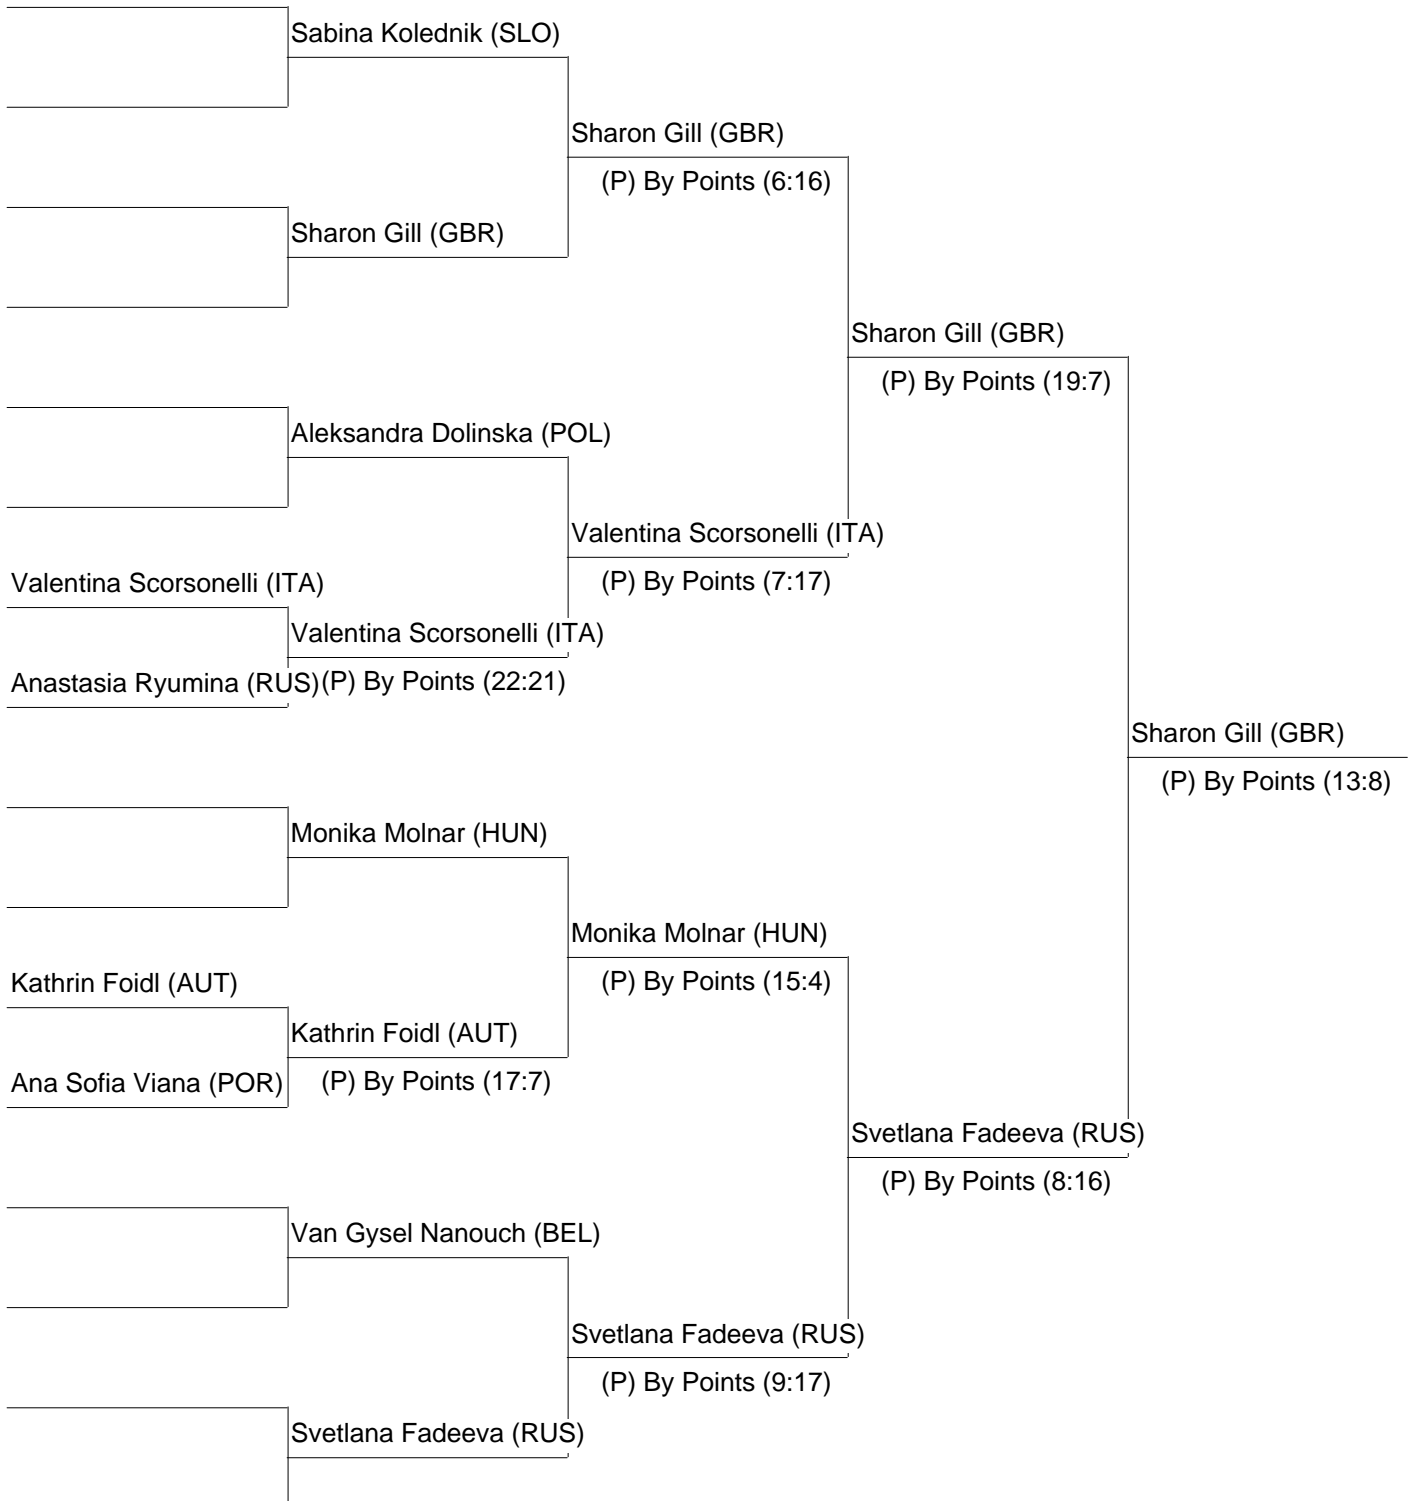 Sabina Kolednik (SLO)
Sharon Gill (GBR)
(P) By Points (6:16)
Sharon Gill (GBR)
Sharon Gill (GBR)
(P) By Points (19:7)
Aleksandra Dolinska (POL)
Valentina Scorsonelli (ITA)
(P) By Points (7:17)
Valentina Scorsonelli (ITA)
Valentina Scorsonelli (ITA)
Anastasia Ryumina (RUS)
(P) By Points (22:21)
Sharon Gill (GBR)
(P) By Points (13:8)
Monika Molnar (HUN)
Monika Molnar (HUN)
(P) By Points (15:4)
Kathrin Foidl (AUT)
Kathrin Foidl (AUT)
Ana Sofia Viana (POR)
(P) By Points (17:7)
Svetlana Fadeeva (RUS)
(P) By Points (8:16)
Van Gysel Nanouch (BEL)
Svetlana Fadeeva (RUS)
(P) By Points (9:17)
Svetlana Fadeeva (RUS)